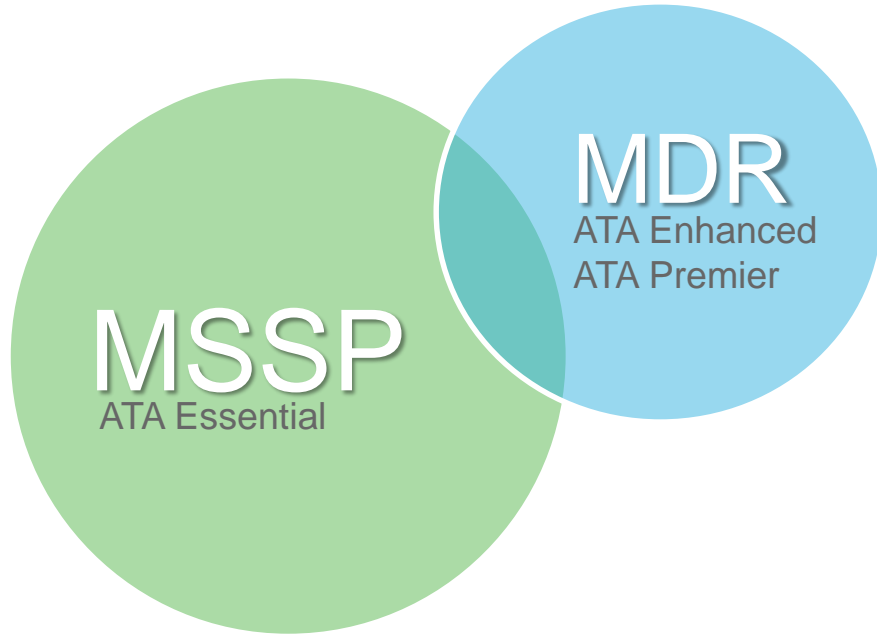 MDR
ATA Enhanced
ATA Premier
MSSP
ATA Essential